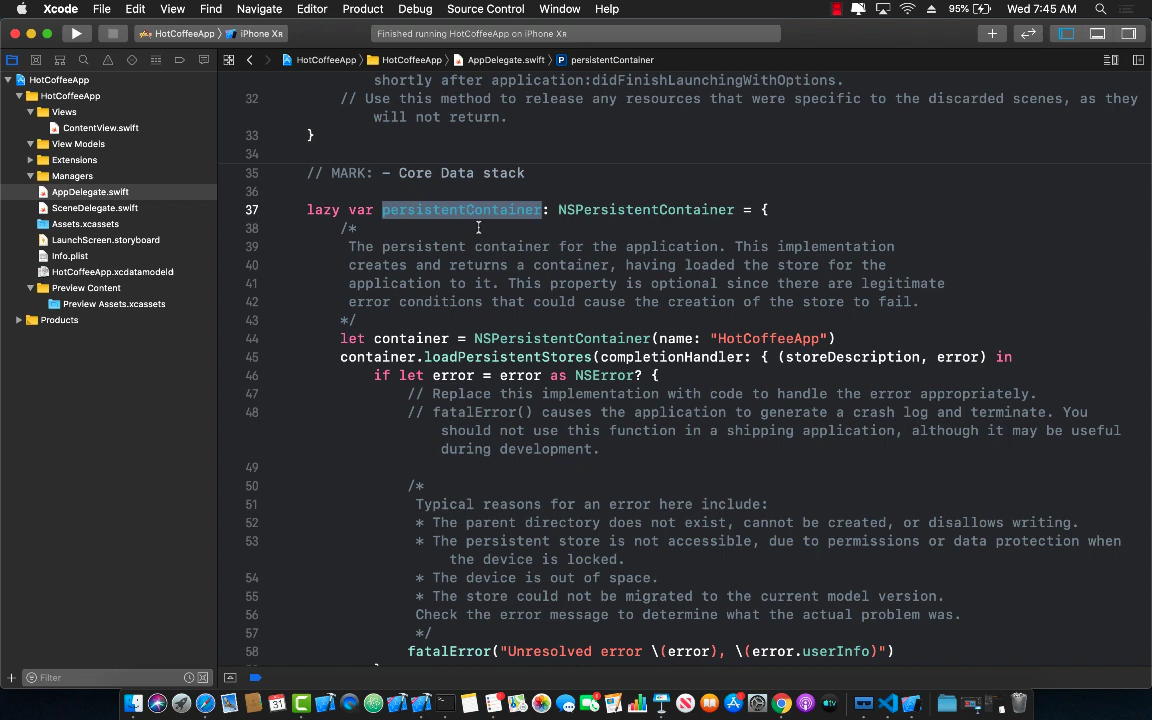 Xcode File Edit View Find Navigate Editor Product Debug Source Control Window Help 95% Wed 7:45 AM
HotCoffeeApp iPhone Xʀ Finished running HotCoffeeApp on iPhone Xʀ
HotCoffeeApp HotCoffeeApp AppDelegate.swift P persistentContainer
HotCoffeeApp
HotCoffeeApp
Views
ContentView.swift
View Models
Extensions
Managers
AppDelegate.swift
SceneDelegate.swift
Assets.xcassets
LaunchScreen.storyboard
Info.plist
HotCoffeeApp.xcdatamodeld
Preview Content
Preview Assets.xcassets
Products
Filter
shortly after application:didFinishLaunchingWithOptions.
32 // Use this method to release any resources that were specific to the discarded scenes, as they
will not return.
33 }
34
35 // MARK: - Core Data stack
36
37 lazy var persistentContainer: NSPersistentContainer = {
38 /*
39 The persistent container for the application. This implementation
40 creates and returns a container, having loaded the store for the
41 application to it. This property is optional since there are legitimate
42 error conditions that could cause the creation of the store to fail.
43 */
44 let container = NSPersistentContainer(name: "HotCoffeeApp")
45 container.loadPersistentStores(completionHandler: { (storeDescription, error) in
46 if let error = error as NSError? {
47 // Replace this implementation with code to handle the error appropriately.
48 // fatalError() causes the application to generate a crash log and terminate. You
should not use this function in a shipping application, although it may be useful
during development.
49
50 /*
51 Typical reasons for an error here include:
52 * The parent directory does not exist, cannot be created, or disallows writing.
53 * The persistent store is not accessible, due to permissions or data protection when
the device is locked.
54 * The device is out of space.
55 * The store could not be migrated to the current model version.
56 Check the error message to determine what the actual problem was.
57 */
58 fatalError("Unresolved error \(error), \(error.userInfo)")